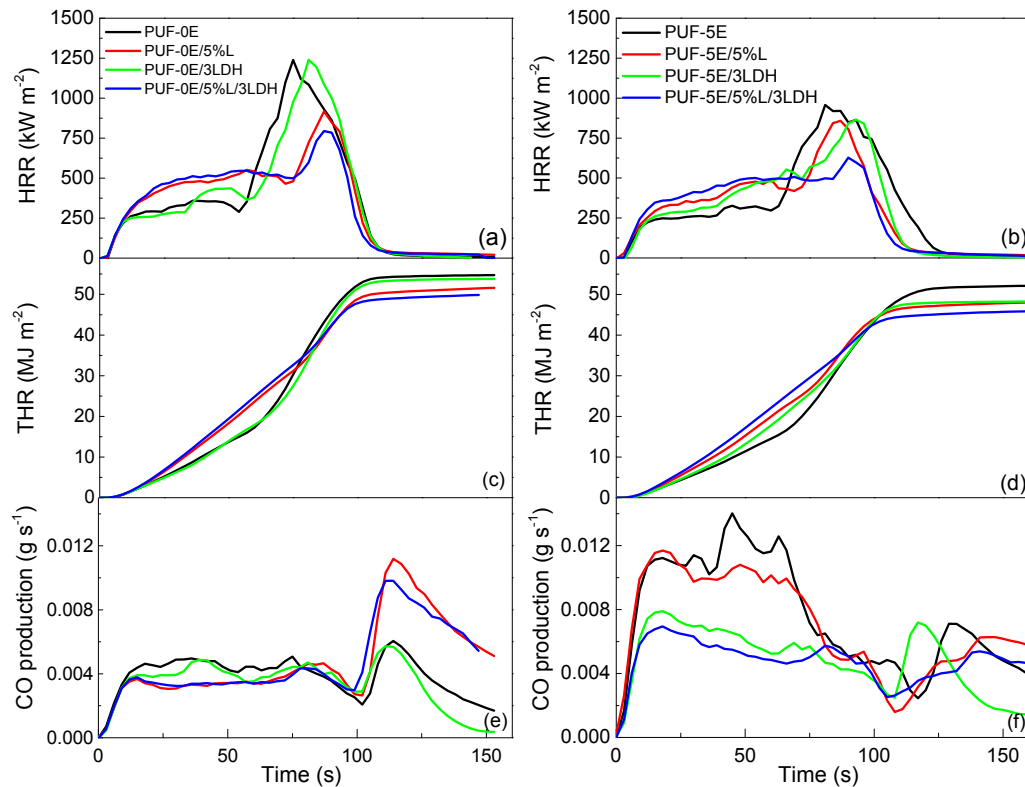 1500
1250
1000
750
500
250
0
HRR (kW m⁻²)
PUF-0E
PUF-0E/5%L
PUF-0E/3LDH
PUF-0E/5%L/3LDH
(a)
1500
1250
1000
750
500
250
0
HRR (kW m⁻²)
PUF-5E
PUF-5E/5%L
PUF-5E/3LDH
PUF-5E/5%L/3LDH
(b)
50
40
30
20
10
0
THR (MJ m⁻²)
(c)
50
40
30
20
10
0
THR (MJ m⁻²)
(d)
0.012
0.008
0.004
0.000
CO production (g s⁻¹)
(e)
0 50 100 150
Time (s)
0.012
0.008
0.004
0.000
CO production (g s⁻¹)
(f)
0 50 100 150
Time (s)